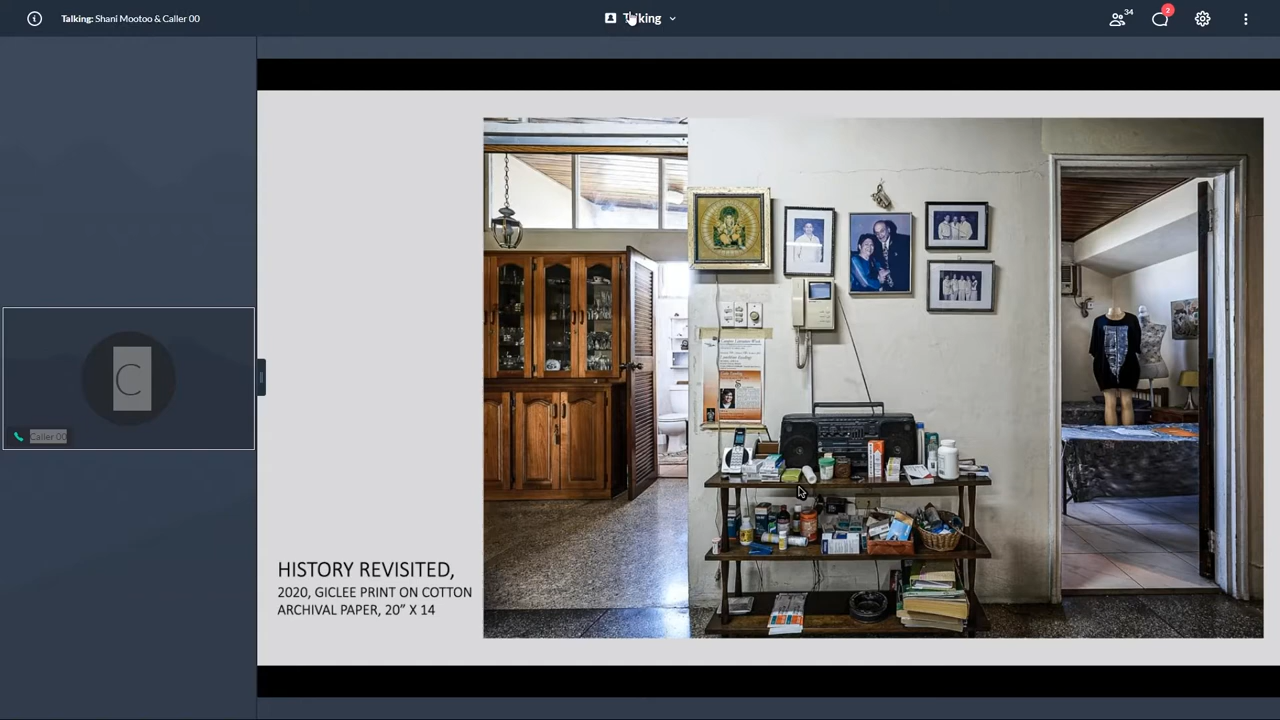 Talking: Shani Mootoo & Caller 00
Talking
34
2
C
Caller 00
HISTORY REVISITED,
2020, GICLEE PRINT ON COTTON
ARCHIVAL PAPER, 20” X 14